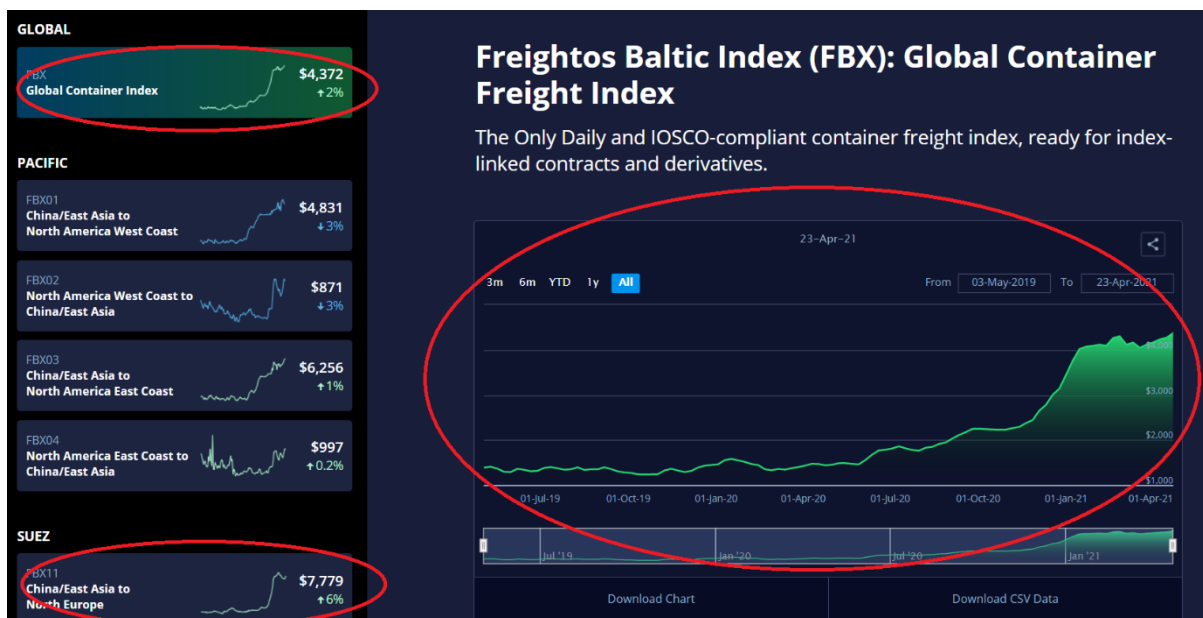 GLOBAL
FBX
Global Container Index
$4,372
↑2%
PACIFIC
FBX01
China/East Asia to
North America West Coast
$4,831
↓3%
FBX02
North America West Coast to
China/East Asia
$871
↓3%
FBX03
China/East Asia to
North America East Coast
$6,256
↑1%
FBX04
North America East Coast to
China/East Asia
$997
↑0.2%
SUEZ
FBX11
China/East Asia to
North Europe
$7,779
↑6%
Freightos Baltic Index (FBX): Global Container
Freight Index
The Only Daily and IOSCO-compliant container freight index, ready for index-
linked contracts and derivatives.
23-Apr-21
3m 6m YTD 1y All
From 03-May-2019 To 23-Apr-2021
$4,000
$3,000
$2,000
$1,000
01-Jul-19 01-Oct-19 01-Jan-20 01-Apr-20 01-Jul-20 01-Oct-20 01-Jan-21 01-Apr-21
Jul '19 Jan '20 Jul '20 Jan '21
Download Chart Download CSV Data